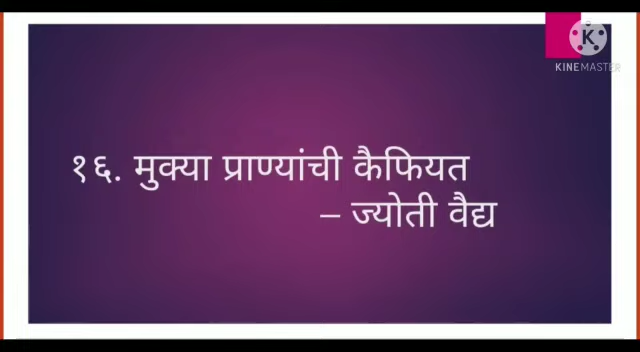 K
KINEMASTER
१६. मुक्या प्राण्यांची कैफियत
– ज्योती वैद्य